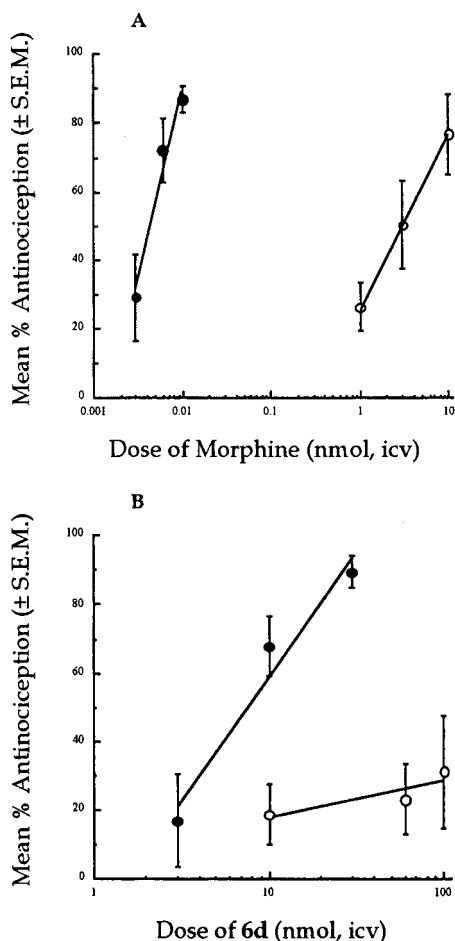 A
Mean % Antinociception (± S.E.M.)
100
80
60
40
20
0
0.001 0.01 0.1 1 10
Dose of Morphine (nmol, icv)
B
Mean % Antinociception (± S.E.M.)
100
80
60
40
20
0
1 10 100
Dose of 6d (nmol, icv)